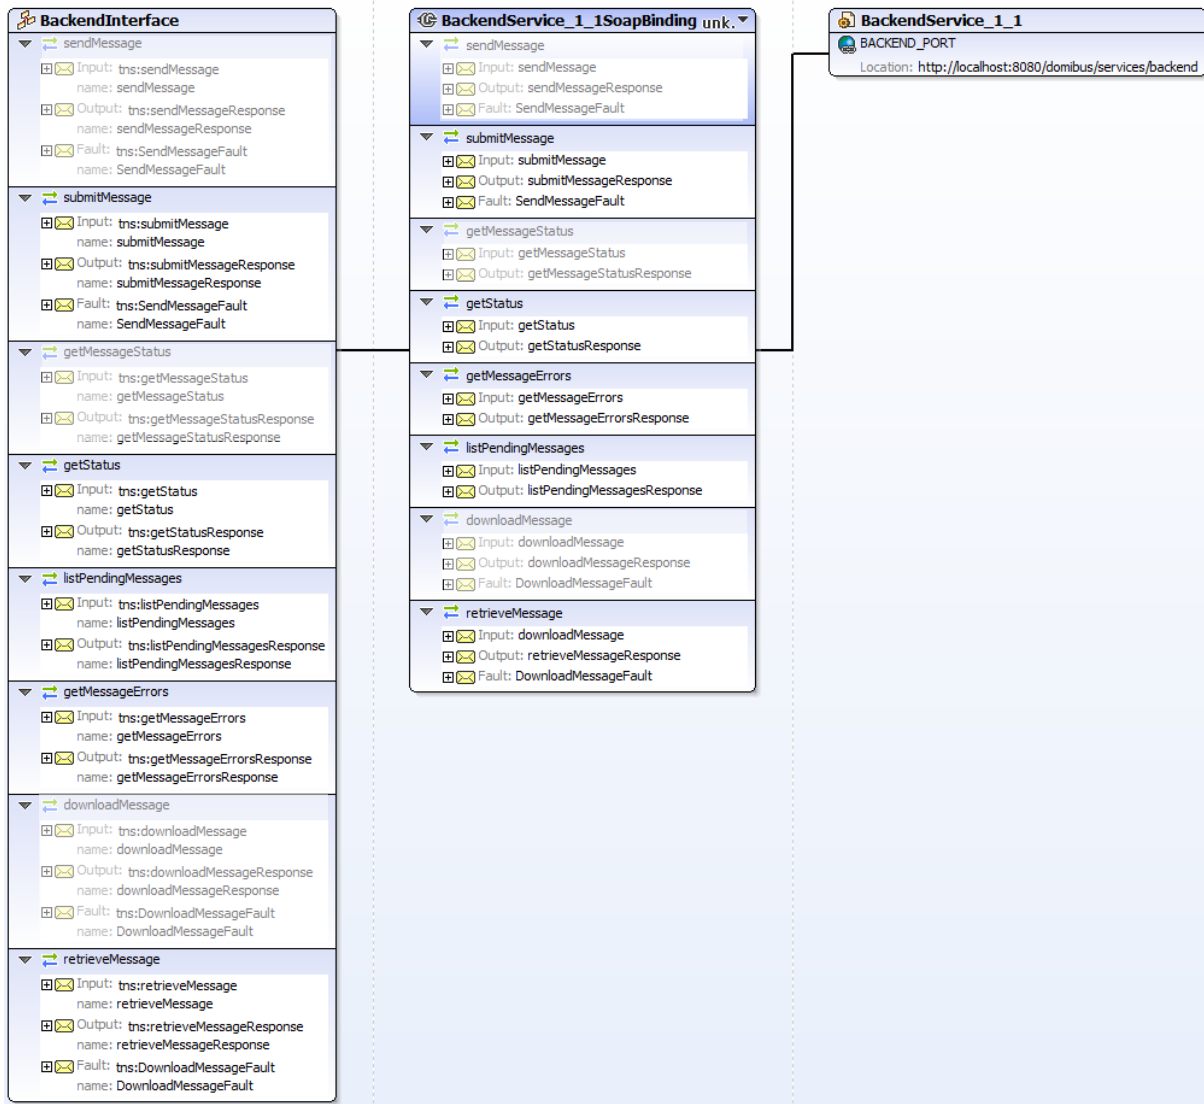 BackendInterface
sendMessage
Input: tns:sendMessage
name: sendMessage
Output: tns:sendMessageResponse
name: sendMessageResponse
Fault: tns:SendMessageFault
name: SendMessageFault
submitMessage
Input: tns:submitMessage
name: submitMessage
Output: tns:submitMessageResponse
name: submitMessageResponse
Fault: tns:SendMessageFault
name: SendMessageFault
getMessageStatus
Input: tns:getMessageStatus
name: getMessageStatus
Output: tns:getMessageStatusResponse
name: getMessageStatusResponse
getStatus
Input: tns:getStatus
name: getStatus
Output: tns:getStatusResponse
name: getStatusResponse
listPendingMessages
Input: tns:listPendingMessages
name: listPendingMessages
Output: tns:listPendingMessagesResponse
name: listPendingMessagesResponse
getMessageErrors
Input: tns:getMessageErrors
name: getMessageErrors
Output: tns:getMessageErrorsResponse
name: getMessageErrorsResponse
downloadMessage
Input: tns:downloadMessage
name: downloadMessage
Output: tns:downloadMessageResponse
name: downloadMessageResponse
Fault: tns:DownloadMessageFault
name: DownloadMessageFault
retrieveMessage
Input: tns:retrieveMessage
name: retrieveMessage
Output: tns:retrieveMessageResponse
name: retrieveMessageResponse
Fault: tns:DownloadMessageFault
name: DownloadMessageFault
BackendService_1_1SoapBinding unk.
sendMessage
Input: sendMessage
Output: sendMessageResponse
Fault: SendMessageFault
submitMessage
Input: submitMessage
Output: submitMessageResponse
Fault: SendMessageFault
getMessageStatus
Input: getMessageStatus
Output: getMessageStatusResponse
getStatus
Input: getStatus
Output: getStatusResponse
getMessageErrors
Input: getMessageErrors
Output: getMessageErrorsResponse
listPendingMessages
Input: listPendingMessages
Output: listPendingMessagesResponse
downloadMessage
Input: downloadMessage
Output: downloadMessageResponse
Fault: DownloadMessageFault
retrieveMessage
Input: downloadMessage
Output: retrieveMessageResponse
Fault: DownloadMessageFault
BackendService_1_1
BACKEND_PORT
Location: http://localhost:8080/domibus/services/backend